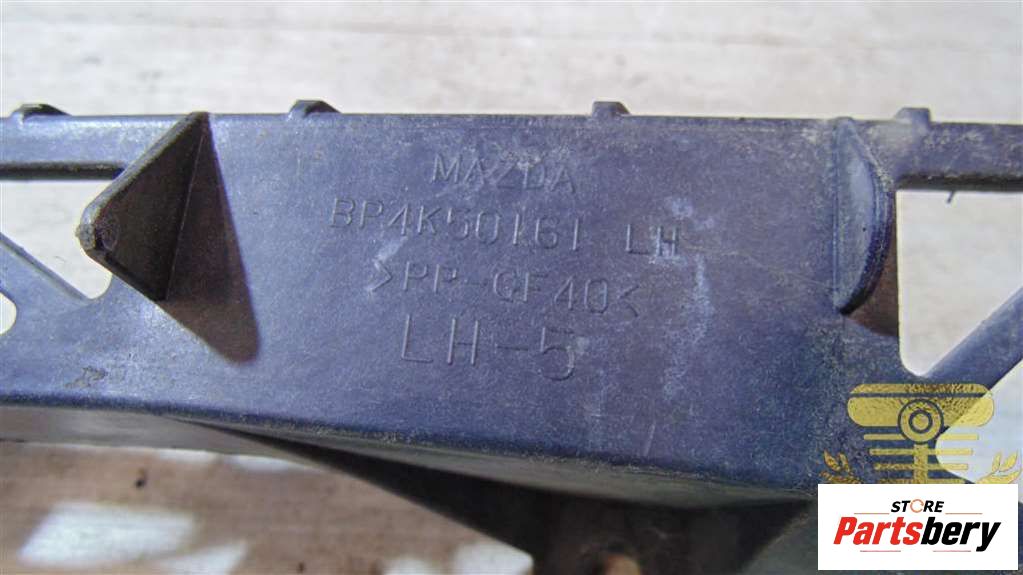 MAZDA
BP4K50161 LH
>PP-GF40<
LH-5
STORE
Partsbery